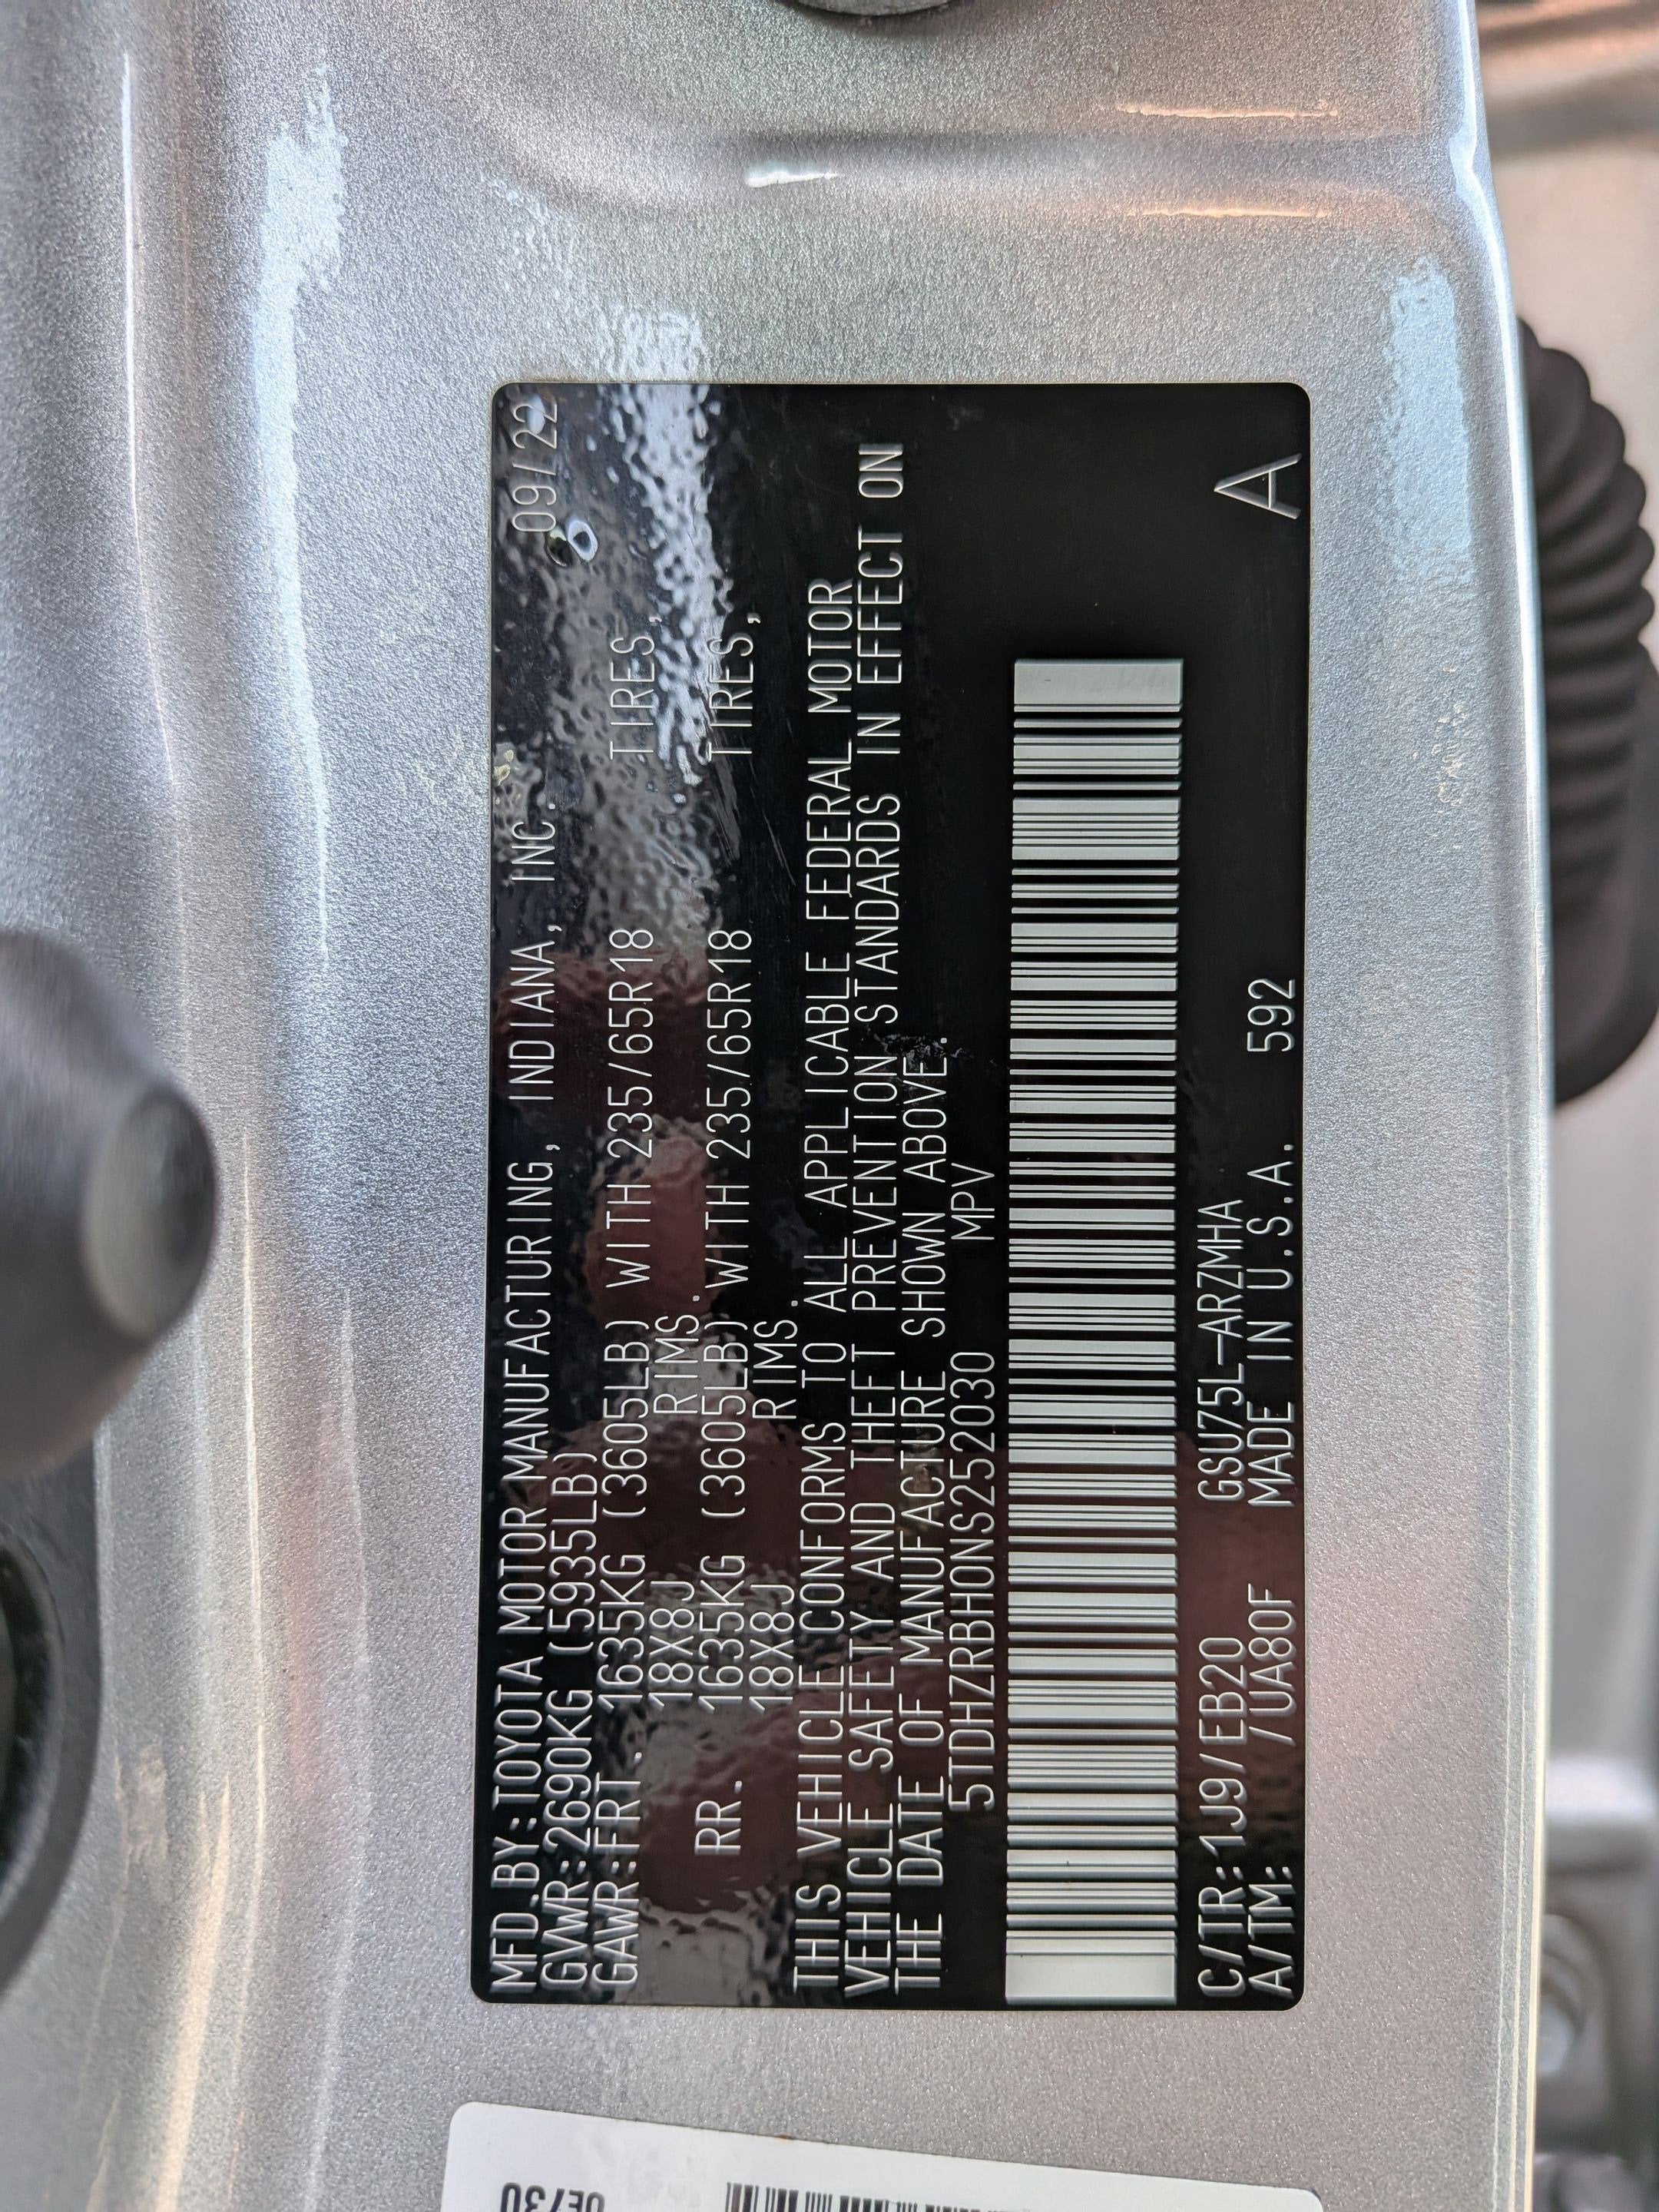 MFD.BY:TOYOTA MOTOR MANUFACTURING, INDIANA, INC. 09/22
GVWR:2690KG (5935LB)
GAWR:FRT. 1635KG (3605LB) WITH 235/65R18 TIRES,
18X8J RIMS.
RR. 1635KG (3605LB) WITH 235/65R18 TIRES,
18X8J RIMS.
THIS VEHICLE CONFORMS TO ALL APPLICABLE FEDERAL MOTOR
VEHICLE SAFETY AND THEFT PREVENTION STANDARDS IN EFFECT ON
THE DATE OF MANUFACTURE SHOWN ABOVE.
5TDHZRBH0NS252030 MPV
C/TR:1J9/EB20 GSU75L-ARZMHA
A/TM: /UA80F MADE IN U.S.A. 592 A
0E730